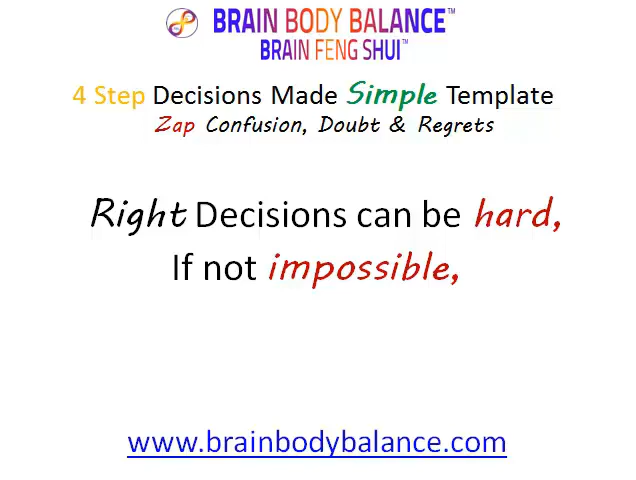 BRAIN BODY BALANCE™
BRAIN FENG SHUI™
4 Step Decisions Made Simple Template
Zap Confusion, Doubt & Regrets
Right Decisions can be hard,
If not impossible,
www.brainbodybalance.com